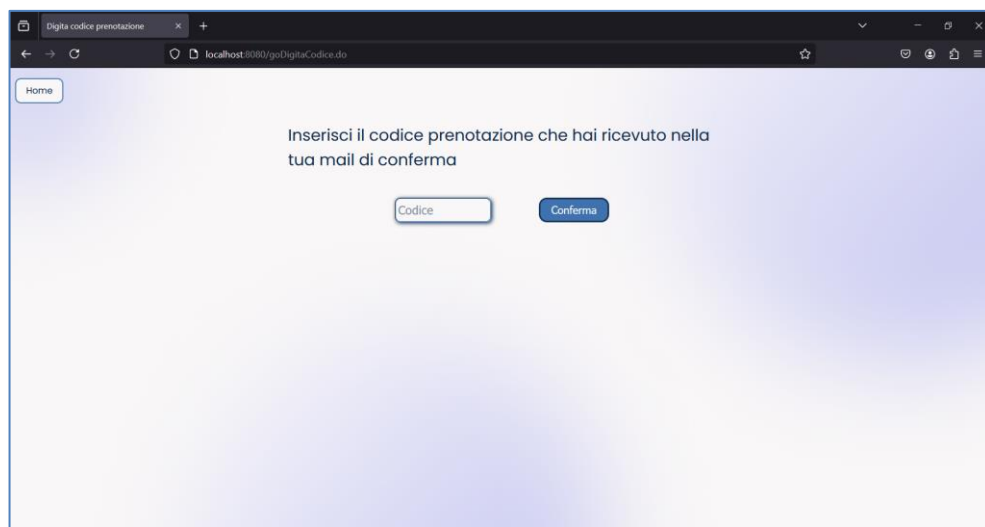 Digita codice prenotazione
localhost:8080/goDigitaCodice.do
Home
Inserisci il codice prenotazione che hai ricevuto nella
tua mail di conferma
Codice
Conferma